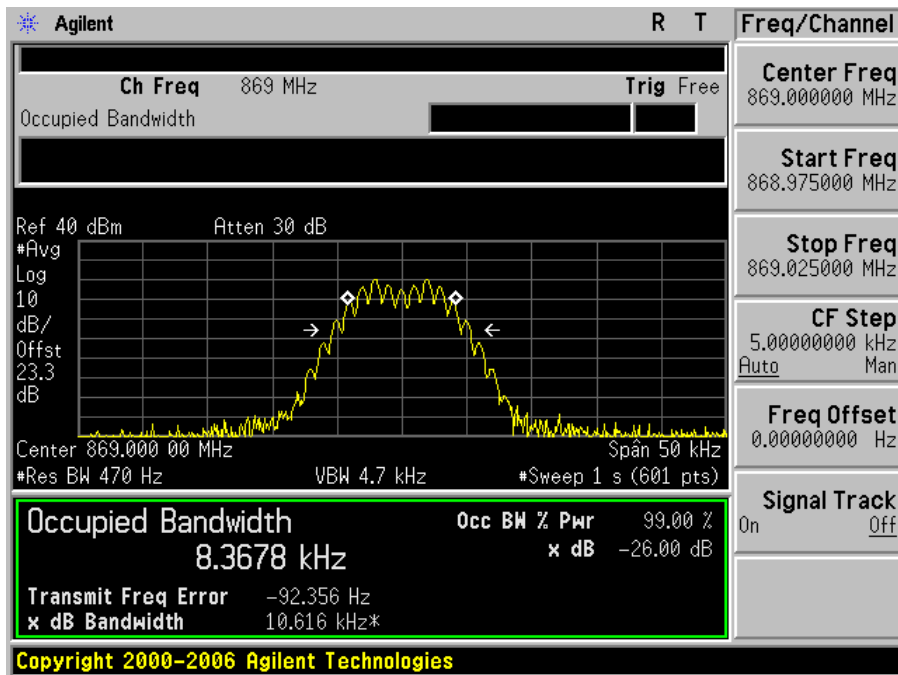 Agilent R T
Ch Freq 869 MHz Trig Free
Occupied Bandwidth
Ref 40 dBm Atten 30 dB
#Avg
Log
10
dB/
Offst
23.3
dB
Center 869.000 00 MHz Spân 50 kHz
#Res BW 470 Hz VBW 4.7 kHz #Sweep 1 s (601 pts)
Occupied Bandwidth
8.3678 kHz
Occ BW % Pwr 99.00 %
x dB -26.00 dB
Transmit Freq Error -92.356 Hz
x dB Bandwidth 10.616 kHz*
Copyright 2000-2006 Agilent Technologies
Freq/Channel
Center Freq
869.000000 MHz
Start Freq
868.975000 MHz
Stop Freq
869.025000 MHz
CF Step
5.00000000 kHz
Auto Man
Freq Offset
0.00000000 Hz
Signal Track
On Off